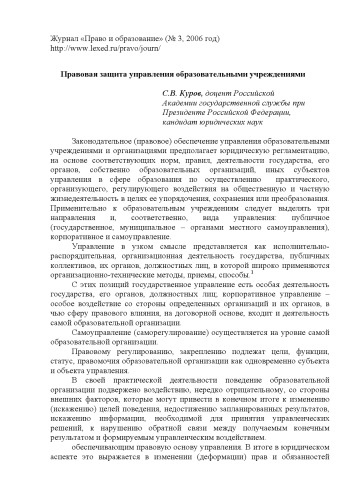 Журнал «Право и образование» (№ 3, 2006 год)
http://www.lexed.ru/pravo/journ/
Правовая защита управления образовательными учреждениями
С.В. Куров, доцент Российской
Академии государственной службы при
Президенте Российской Федерации,
кандидат юридических наук
Законодательное (правовое) обеспечение управления образовательными
учреждениями и организациями предполагает юридическую регламентацию,
на основе соответствующих норм, правил, деятельности государства, его
органов, собственно образовательных организаций, иных субъектов
управления в сфере образования по осуществлению практического,
организующего, регулирующего воздействия на общественную и частную
жизнедеятельность в целях ее упорядочения, сохранения или преобразования.
Применительно к образовательным учреждениям следует выделять три
направления и, соответственно, вида управления: публичное
(государственное, муниципальное – органами местного самоуправления),
корпоративное и самоуправление.
Управление в узком смысле представляется как исполнительно-
распорядительная, организационная деятельность государства, публичных
коллективов, их органов, должностных лиц, в которой широко применяются
организационно-технические методы, приемы, способы.1
С этих позиций государственное управление есть особая деятельность
государства, его органов, должностных лиц; корпоративное управление –
особое воздействие со стороны определенных организаций и их органов, в
чью сферу правового влияния, на договорной основе, входит и деятельность
самой образовательной организации.
Самоуправление (саморегулирование) осуществляется на уровне самой
образовательной организации.
Правовому регулированию, закреплению подлежат цели, функции,
статус, правомочия образовательной организации как одновременно субъекта
и объекта управления.
В своей практической деятельности поведение образовательной
организации подвержено воздействию, нередко отрицательному, со стороны
внешних факторов, которые могут привести в конечном итоге к изменению
(искажению) целей поведения, недостижению запланированных результатов,
искажению информации, необходимой для принятия управленческих
решений, к нарушению обратной связи между получаемым конечным
результатом и формируемым управленческим воздействием.
обеспечивающим правовую основу управления. В итоге в юридическом
аспекте это выражается в изменении (деформации) прав и обязанностей